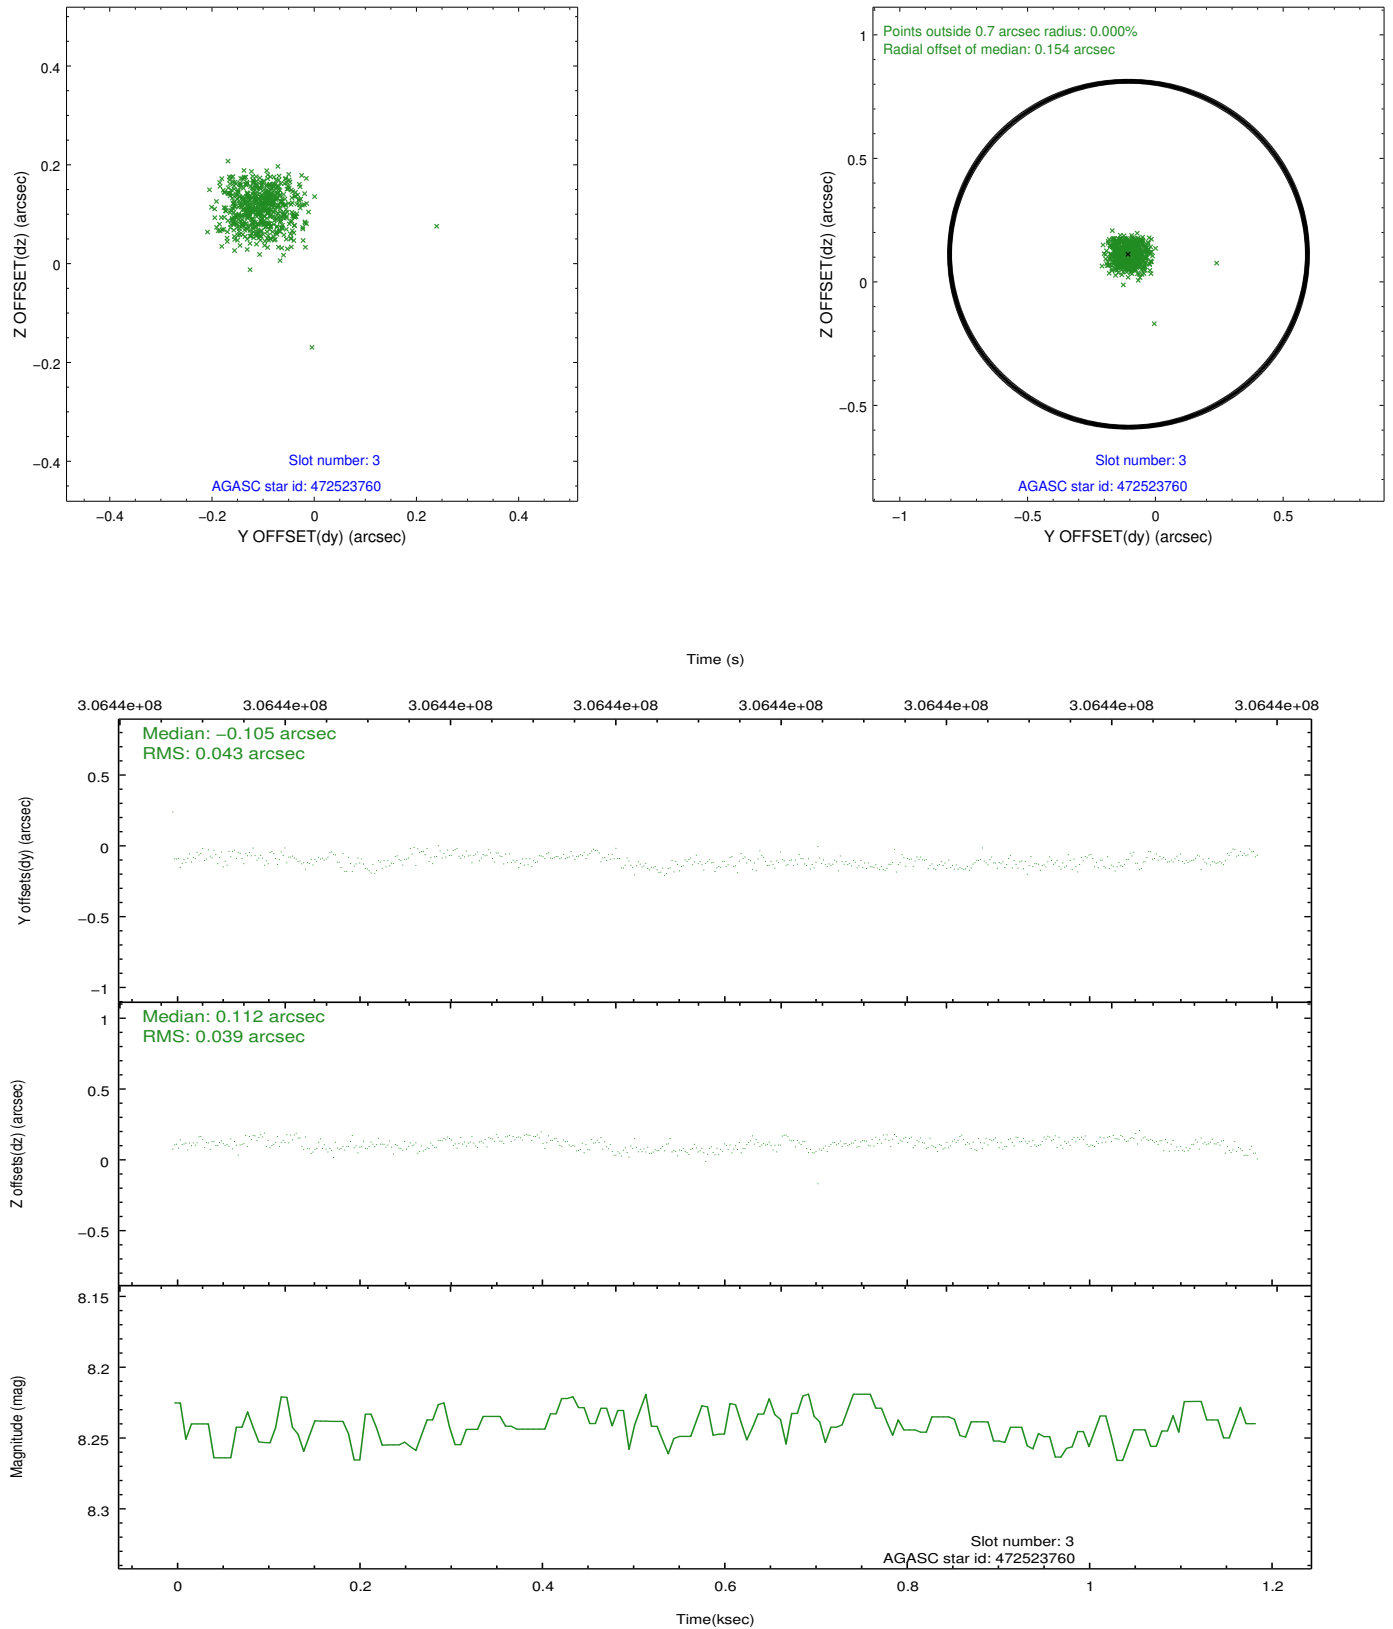 0.4
0.2
0
−0.2
−0.4
Z OFFSET(dz) (arcsec)
Slot number: 3
AGASC star id: 472523760
−0.4 −0.2 0 0.2 0.4
Y OFFSET(dy) (arcsec)
Points outside 0.7 arcsec radius: 0.000%
Radial offset of median: 0.154 arcsec
1
0.5
0
−0.5
Z OFFSET(dz) (arcsec)
Slot number: 3
AGASC star id: 472523760
−1 −0.5 0 0.5
Y OFFSET(dy) (arcsec)
Time (s)
3.0644e+08 3.0644e+08 3.0644e+08 3.0644e+08 3.0644e+08 3.0644e+08 3.0644e+08 3.0644e+08
Median: −0.105 arcsec
RMS: 0.043 arcsec
0.5
0
−0.5
−1
Y offsets(dy) (arcsec)
Median: 0.112 arcsec
RMS: 0.039 arcsec
1
0.5
0
−0.5
Z offsets(dz) (arcsec)
8.15
8.2
8.25
8.3
Magnitude (mag)
Slot number: 3
AGASC star id: 472523760
0 0.2 0.4 0.6 0.8 1 1.2
Time(ksec)